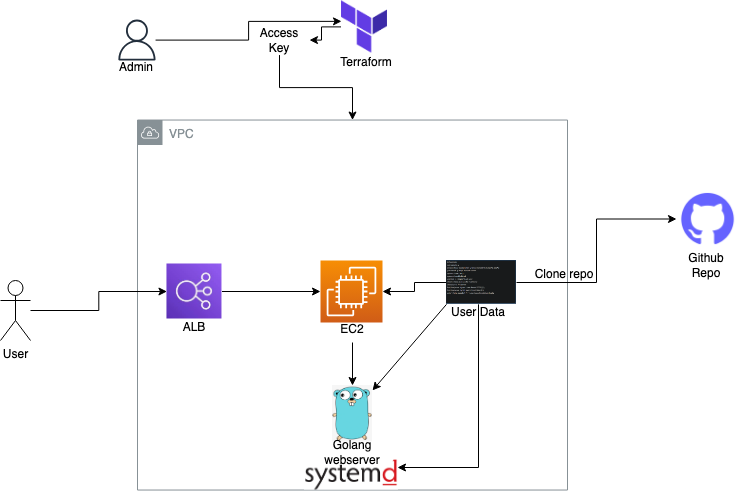 Access
Key
Admin
Terraform
VPC
Clone repo
Github
Repo
ALB
EC2
User Data
User
Golang
webserver
systemd